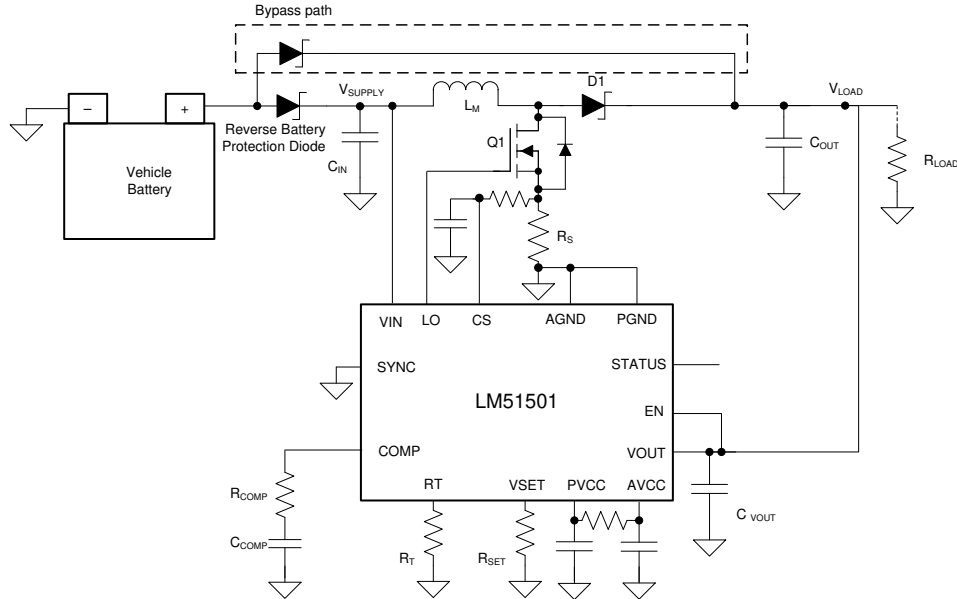 Bypass path
D1
−
+
VSUPPLY
LM
VLOAD
Reverse Battery
Protection Diode
Q1
CIN
COUT
RLOAD
Vehicle
Battery
RS
VIN
LO
CS
AGND
PGND
SYNC
STATUS
LM51501
EN
COMP
VOUT
RT
VSET
PVCC
AVCC
RCOMP
CCOMP
RT
RSET
C VOUT